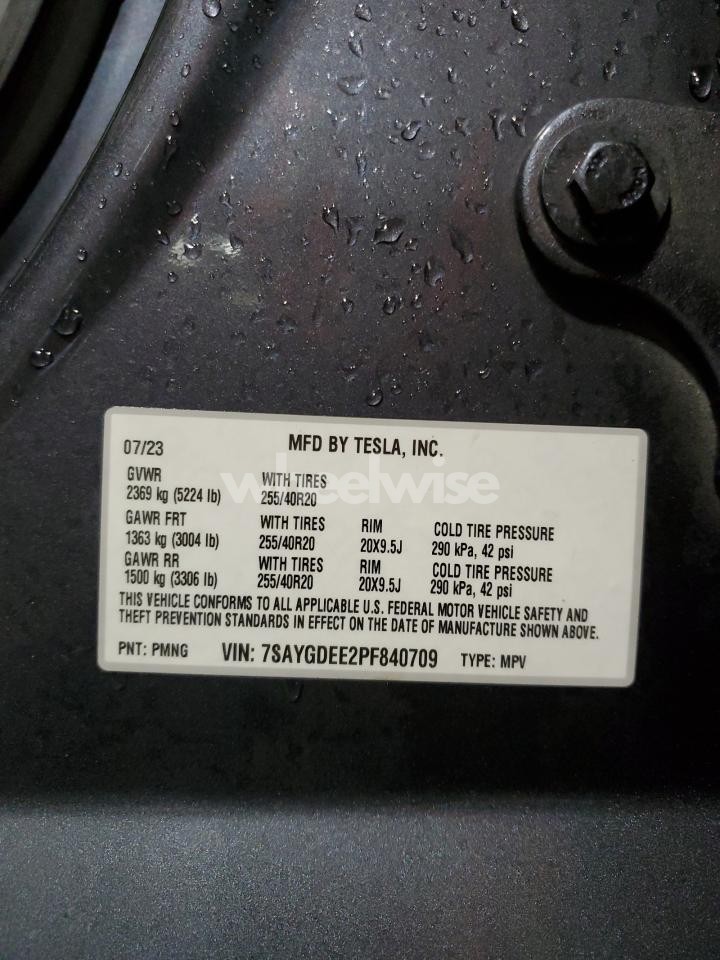 07/23 MFD BY TESLA, INC.
GVWR WITH TIRES
2369 kg (5224 lb) 255/40R20
wheelwise
GAWR FRT WITH TIRES RIM COLD TIRE PRESSURE
1363 kg (3004 lb) 255/40R20 20X9.5J 290 kPa, 42 psi
GAWR RR WITH TIRES RIM COLD TIRE PRESSURE
1500 kg (3306 lb) 255/40R20 20X9.5J 290 kPa, 42 psi
THIS VEHICLE CONFORMS TO ALL APPLICABLE U.S. FEDERAL MOTOR VEHICLE SAFETY AND
THEFT PREVENTION STANDARDS IN EFFECT ON THE DATE OF MANUFACTURE SHOWN ABOVE.
PNT: PMNG VIN: 7SAYGDEE2PF840709 TYPE: MPV